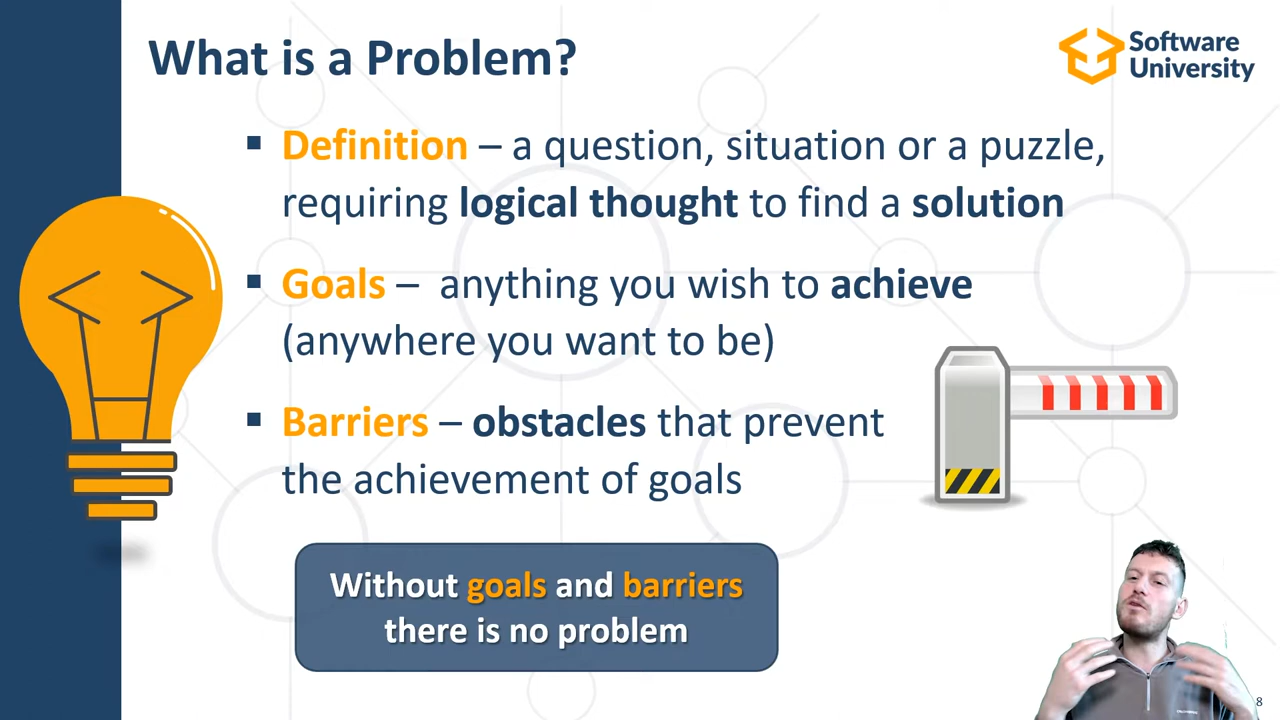 What is a Problem?
Software
University
▪ Definition – a question, situation or a puzzle,
requiring logical thought to find a solution
▪ Goals – anything you wish to achieve
(anywhere you want to be)
▪ Barriers – obstacles that prevent
the achievement of goals
Without goals and barriers
there is no problem
8